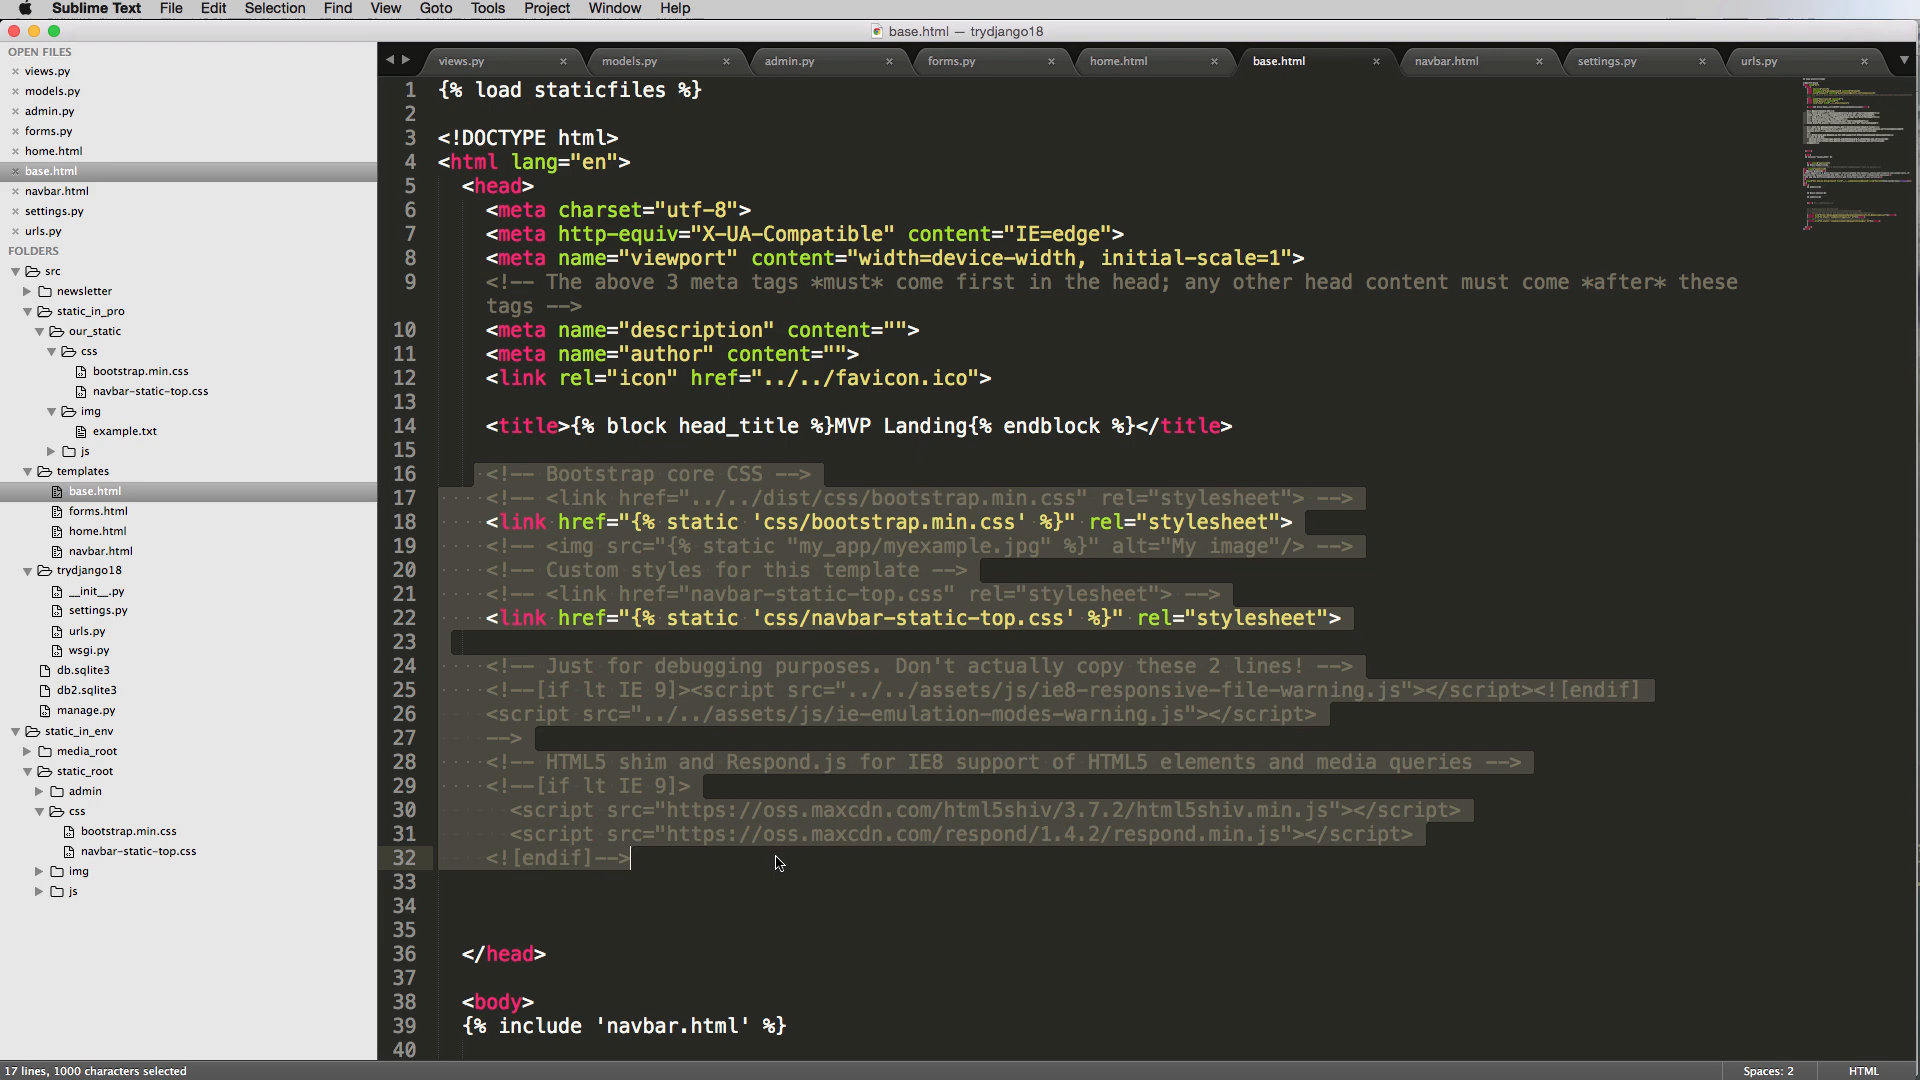 Sublime Text File Edit Selection Find View Goto Tools Project Window Help
base.html — trydjango18
OPEN FILES
views.py
models.py
admin.py
forms.py
home.html
base.html
navbar.html
settings.py
urls.py
FOLDERS
src
newsletter
static_in_pro
our_static
css
bootstrap.min.css
navbar-static-top.css
img
example.txt
js
templates
base.html
forms.html
home.html
navbar.html
trydjango18
__init__.py
settings.py
urls.py
wsgi.py
db.sqlite3
db2.sqlite3
manage.py
static_in_env
media_root
static_root
admin
css
bootstrap.min.css
navbar-static-top.css
img
js
views.py models.py admin.py forms.py home.html base.html navbar.html settings.py urls.py
1 {% load staticfiles %}
2
3 <!DOCTYPE html>
4 <html lang="en">
5 <head>
6 <meta charset="utf-8">
7 <meta http-equiv="X-UA-Compatible" content="IE=edge">
8 <meta name="viewport" content="width=device-width, initial-scale=1">
9 <!-- The above 3 meta tags *must* come first in the head; any other head content must come *after* these
tags -->
10 <meta name="description" content="">
11 <meta name="author" content="">
12 <link rel="icon" href="../../favicon.ico">
13
14 <title>{% block head_title %}MVP Landing{% endblock %}</title>
15
16 <!-- Bootstrap core CSS -->
17 <!-- <link href="../../dist/css/bootstrap.min.css" rel="stylesheet"> -->
18 <link href="{% static 'css/bootstrap.min.css' %}" rel="stylesheet">
19 <!-- <img src="{% static "my_app/myexample.jpg" %}" alt="My image"/> -->
20 <!-- Custom styles for this template -->
21 <!-- <link href="navbar-static-top.css" rel="stylesheet"> -->
22 <link href="{% static 'css/navbar-static-top.css' %}" rel="stylesheet">
23
24 <!-- Just for debugging purposes. Don't actually copy these 2 lines! -->
25 <!--[if lt IE 9]><script src="../../assets/js/ie8-responsive-file-warning.js"></script><![endif]
26 <script src="../../assets/js/ie-emulation-modes-warning.js"></script>
27 -->
28 <!-- HTML5 shim and Respond.js for IE8 support of HTML5 elements and media queries -->
29 <!--[if lt IE 9]>
30 <script src="https://oss.maxcdn.com/html5shiv/3.7.2/html5shiv.min.js"></script>
31 <script src="https://oss.maxcdn.com/respond/1.4.2/respond.min.js"></script>
32 <![endif]-->
33
34
35
36 </head>
37
38 <body>
39 {% include 'navbar.html' %}
40
17 lines, 1000 characters selected
Spaces: 2 HTML